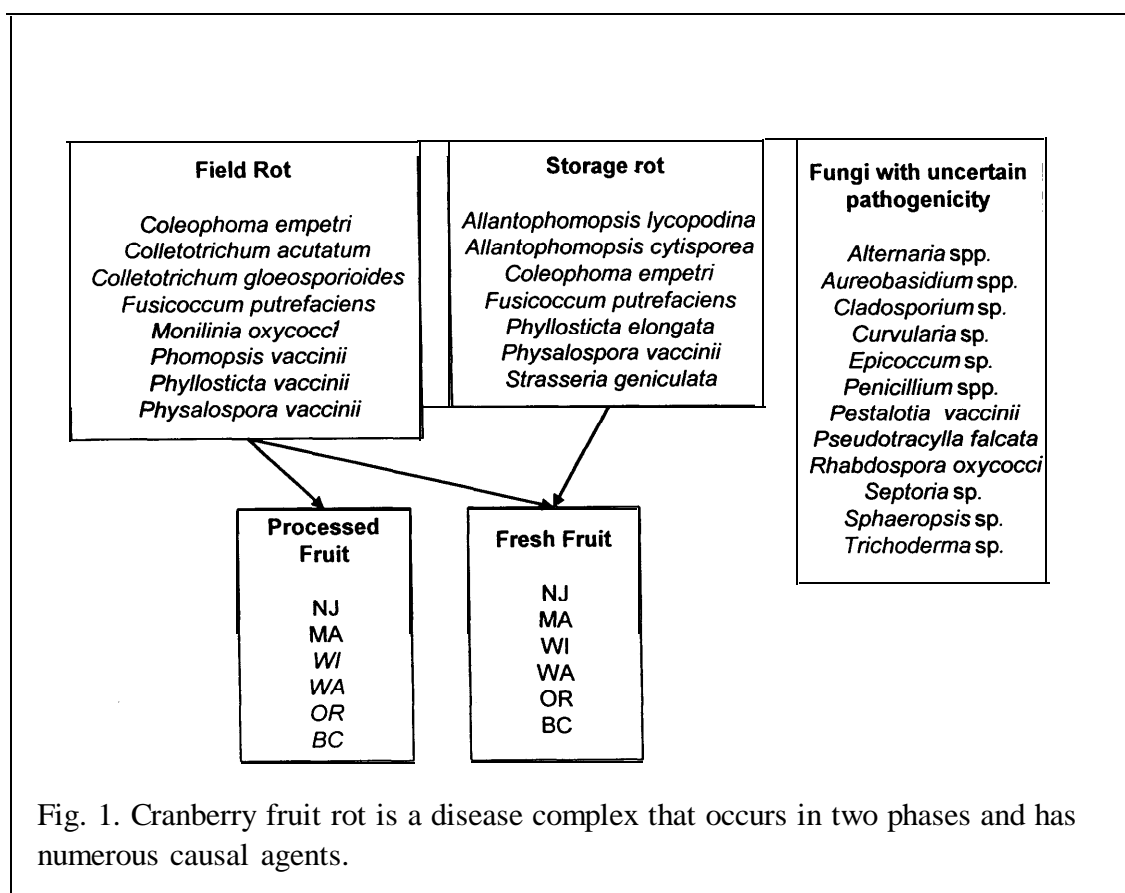 Field Rot
Coleophoma empetri
Colletotrichum acutatum
Colletotrichum gloeosporioides
Fusicoccum putrefaciens
Monilinia oxycocci
Phomopsis vaccinii
Phyllosticta vaccinii
Physalospora vaccinii
Storage rot
Allantophomopsis lycopodina
Allantophomopsis cytisporea
Coleophoma empetri
Fusicoccum putrefaciens
Phyllosticta elongata
Physalospora vaccinii
Strasseria geniculata
Fungi with uncertain
pathogenicity
Alternaria spp.
Aureobasidium spp.
Cladosporium sp.
Curvularia sp.
Epicoccum sp.
Penicillium spp.
Pestalotia vaccinii
Pseudotracylla falcata
Rhabdospora oxycocci
Septoria sp.
Sphaeropsis sp.
Trichoderma sp.
Processed
Fruit
NJ
MA
WI
WA
OR
BC
Fresh Fruit
NJ
MA
WI
WA
OR
BC
Fig. 1. Cranberry fruit rot is a disease complex that occurs in two phases and has
numerous causal agents.